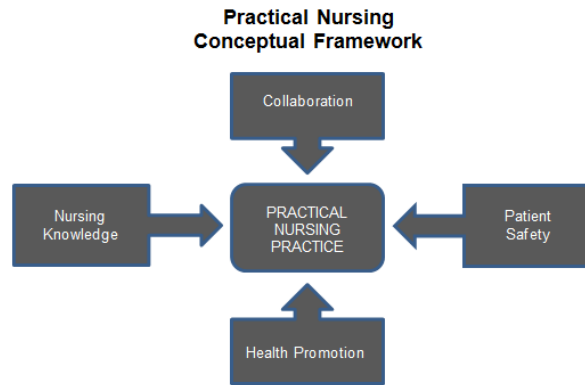 Practical Nursing
Conceptual Framework
Collaboration
Nursing
Knowledge
PRACTICAL
NURSING
PRACTICE
Patient
Safety
Health Promotion